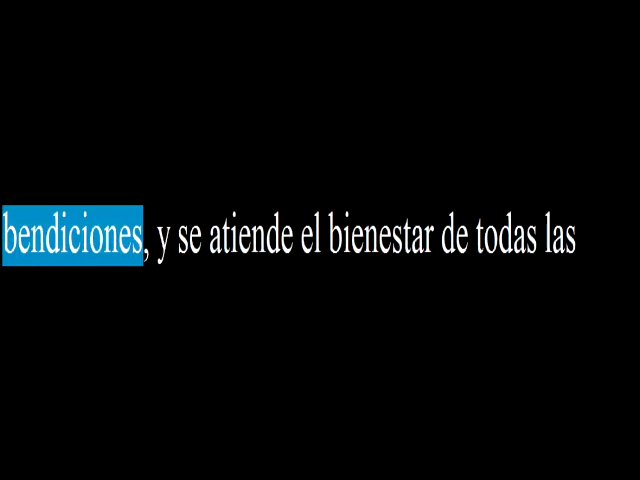 bendiciones, y se atiende el bienestar de todas las